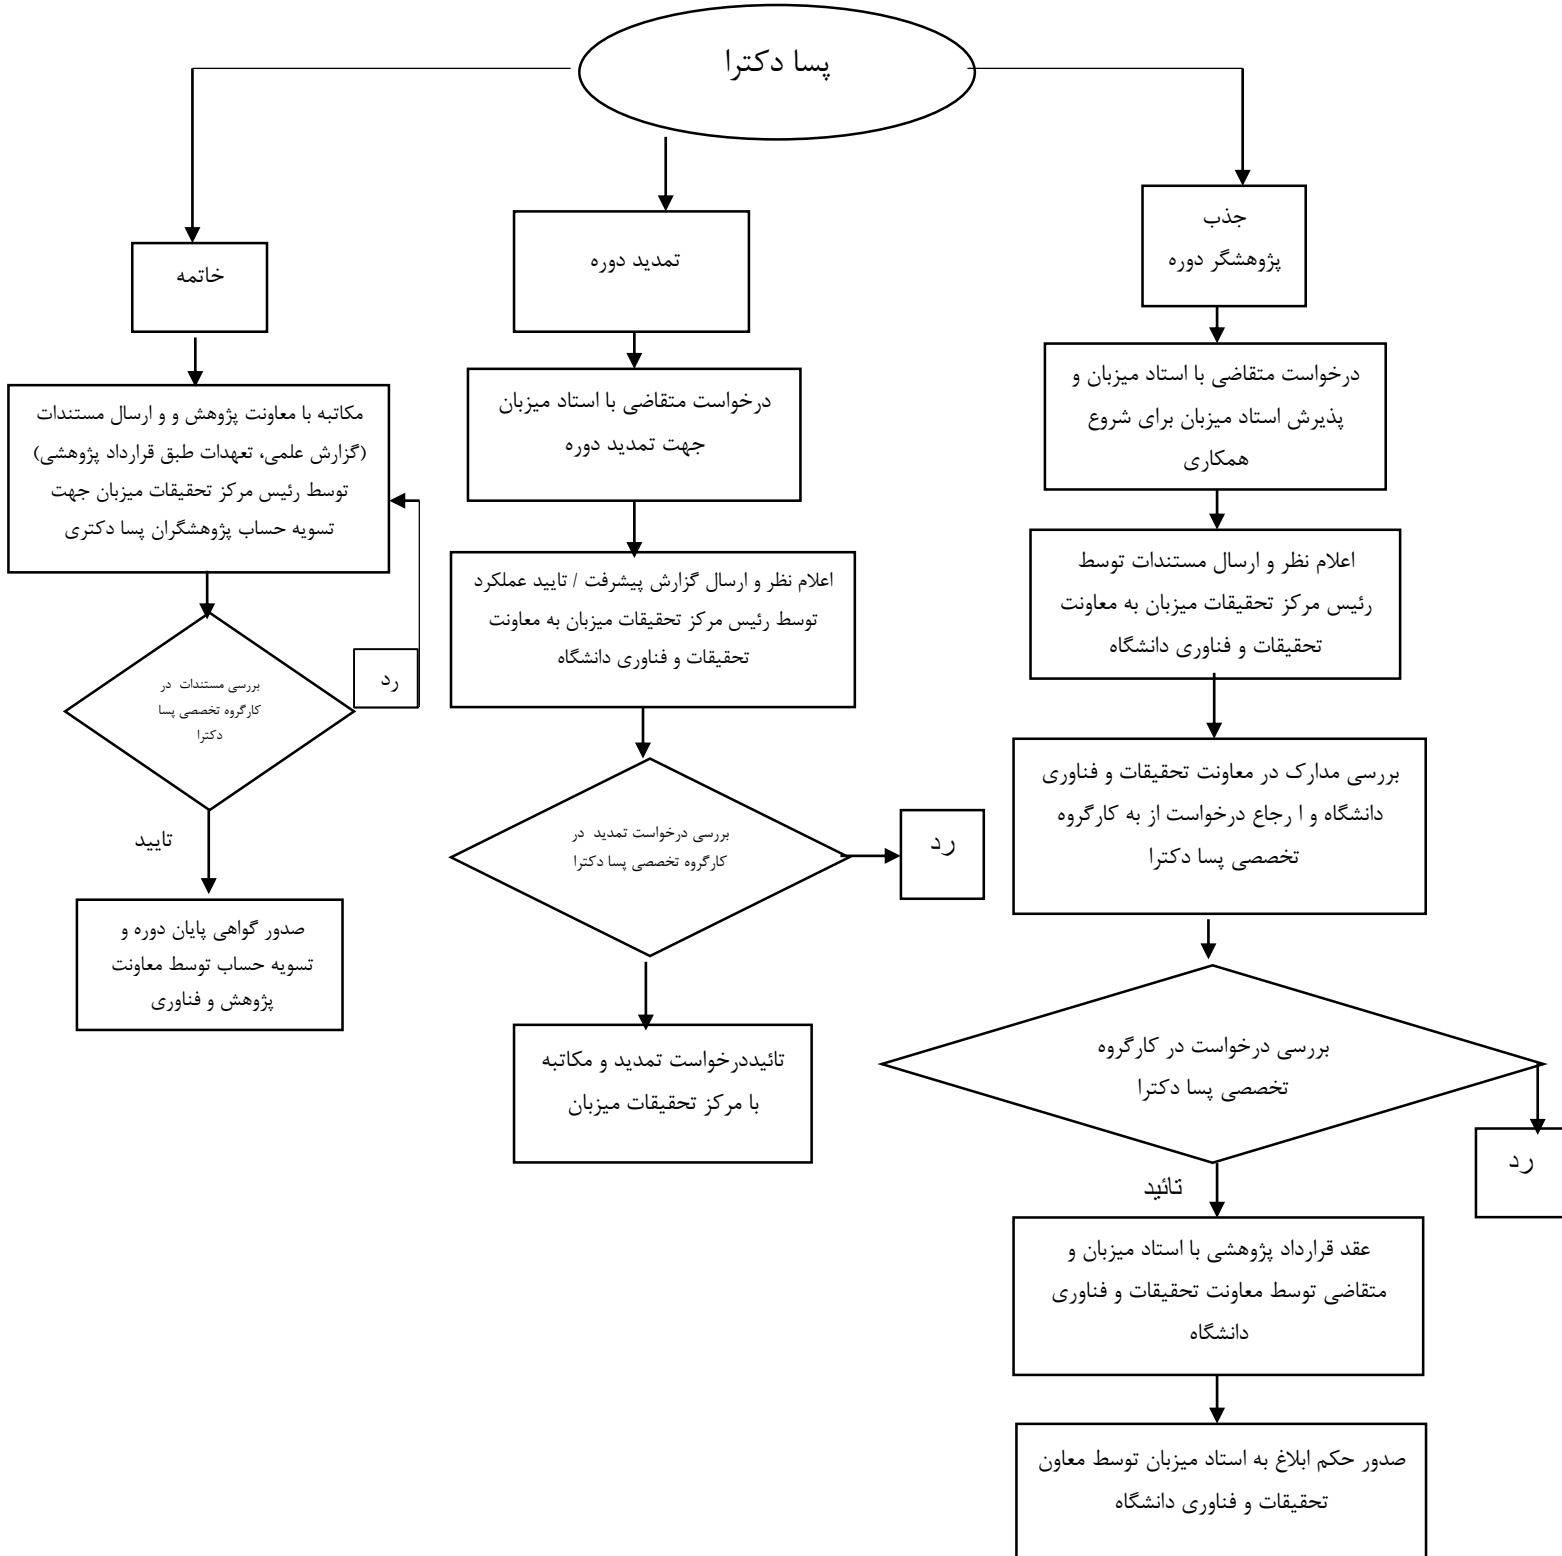 پسا دکترا
جذب
پژوهشگر دوره
درخواست متقاضی با استاد میزبان و
پذیرش استاد میزبان برای شروع
همکاری
اعلام نظر و ارسال مستندات توسط
رئیس مرکز تحقیقات میزبان به معاونت
تحقیقات و فناوری دانشگاه
بررسی مدارک در معاونت تحقیقات و فناوری
دانشگاه و ا رجاع درخواست از به کارگروه
تخصصی پسا دکترا
بررسی درخواست در کارگروه
تخصصی پسا دکترا
رد
تائید
عقد قرارداد پژوهشی با استاد میزبان و
متقاضی توسط معاونت تحقیقات و فناوری
دانشگاه
صدور حکم ابلاغ به استاد میزبان توسط معاون
تحقیقات و فناوری دانشگاه
تمدید دوره
درخواست متقاضی با استاد میزبان
جهت تمدید دوره
اعلام نظر و ارسال گزارش پیشرفت / تایید عملکرد
توسط رئیس مرکز تحقیقات میزبان به معاونت
تحقیقات و فناوری دانشگاه
بررسی درخواست تمدید در
کارگروه تخصصی پسا دکترا
رد
تائیددرخواست تمدید و مکاتبه
با مرکز تحقیقات میزبان
خاتمه
مکاتبه با معاونت پژوهش و و ارسال مستندات
(گزارش علمی، تعهدات طبق قرارداد پژوهشی)
توسط رئیس مرکز تحقیقات میزبان جهت
تسویه حساب پژوهشگران پسا دکتری
بررسی مستندات در
کارگروه تخصصی پسا
دکترا
رد
تایید
صدور گواهی پایان دوره و
تسویه حساب توسط معاونت
پژوهش و فناوری